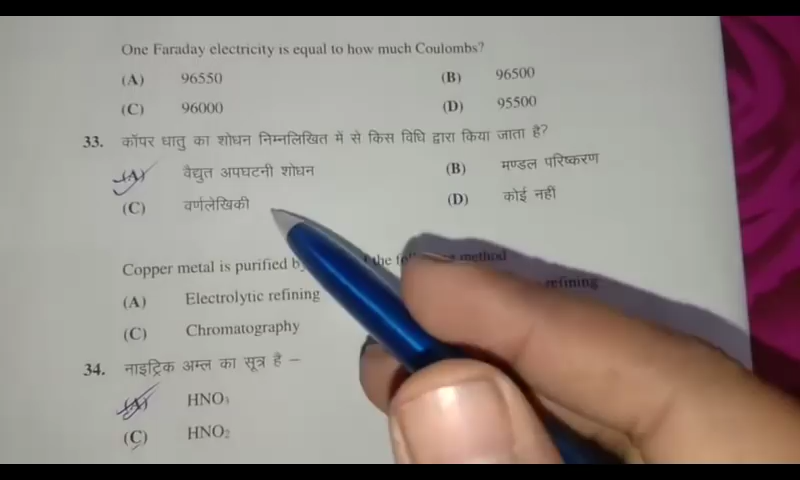 One Faraday electricity is equal to how much Coulombs?
(A) 96550 (B) 96500
(C) 96000 (D) 95500
33. कॉपर धातु का शोधन निम्नलिखित में से किस विधि द्वारा किया जाता है?
(A) वैद्युत अपघटनी शोधन (B) मण्डल परिष्करण
(C) वर्णलेखिकी (D) कोई नहीं
Copper metal is purified the method
(A) Electrolytic refining refining
(C) Chromatography
34. नाइट्रिक अम्ल का सूत्र है –
(A) HNO₃
(C) HNO₂